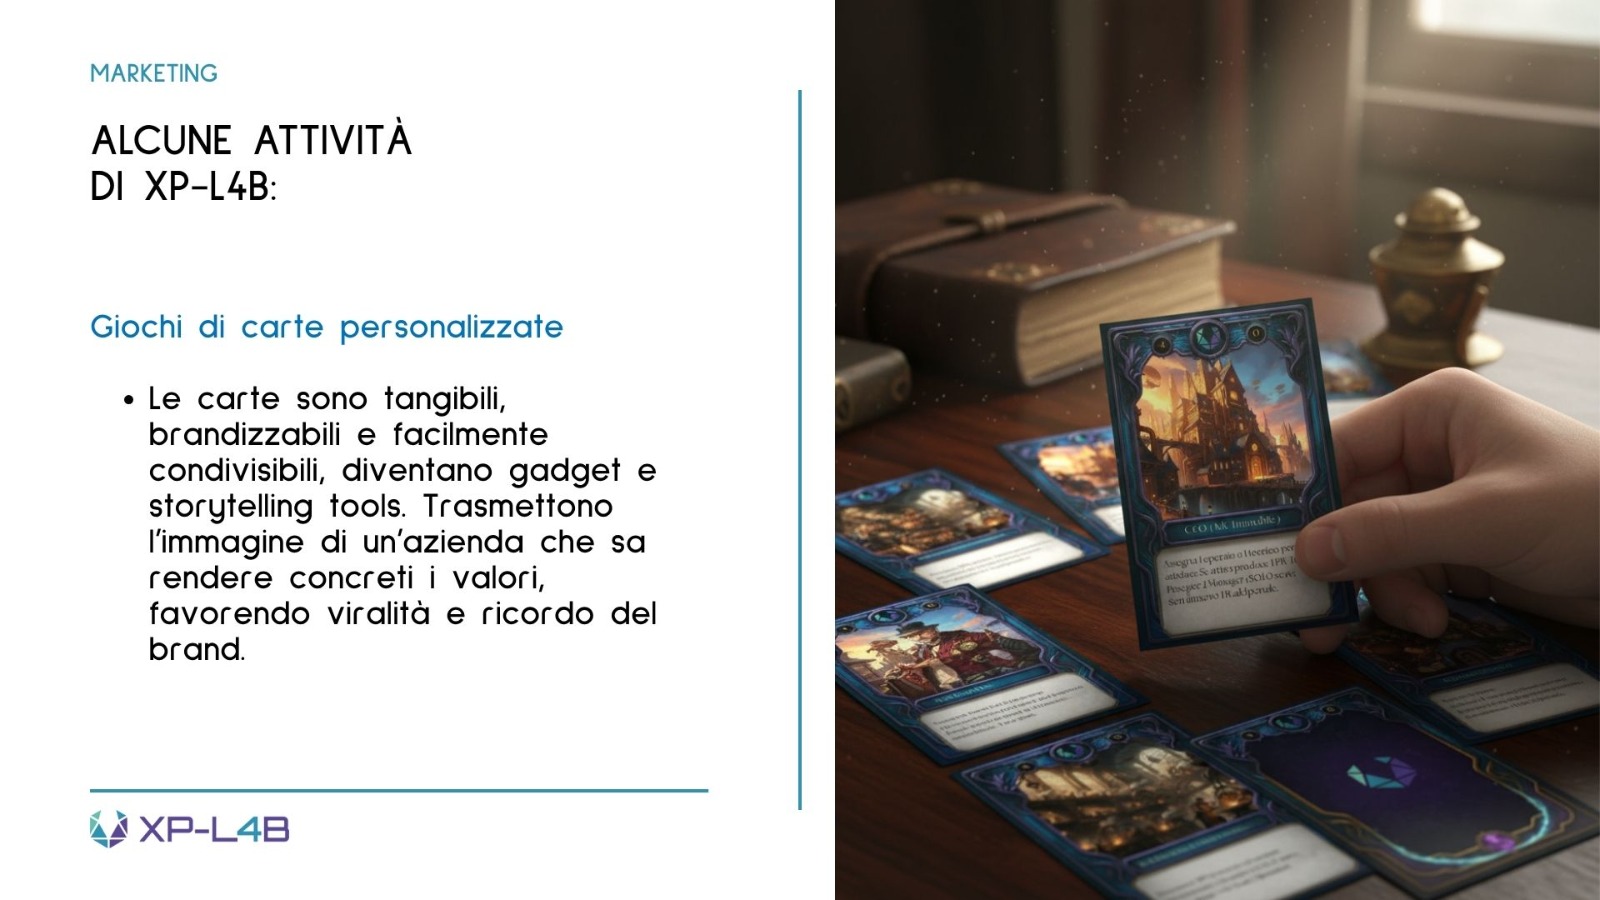 MARKETING
ALCUNE ATTIVITÀ
DI XP-L4B:
Giochi di carte personalizzate
• Le carte sono tangibili,
brandizzabili e facilmente
condivisibili, diventano gadget e
storytelling tools. Trasmettono
l'immagine di un'azienda che sa
rendere concreti i valori,
favorendo viralità e ricordo del
brand.
XP-L4B